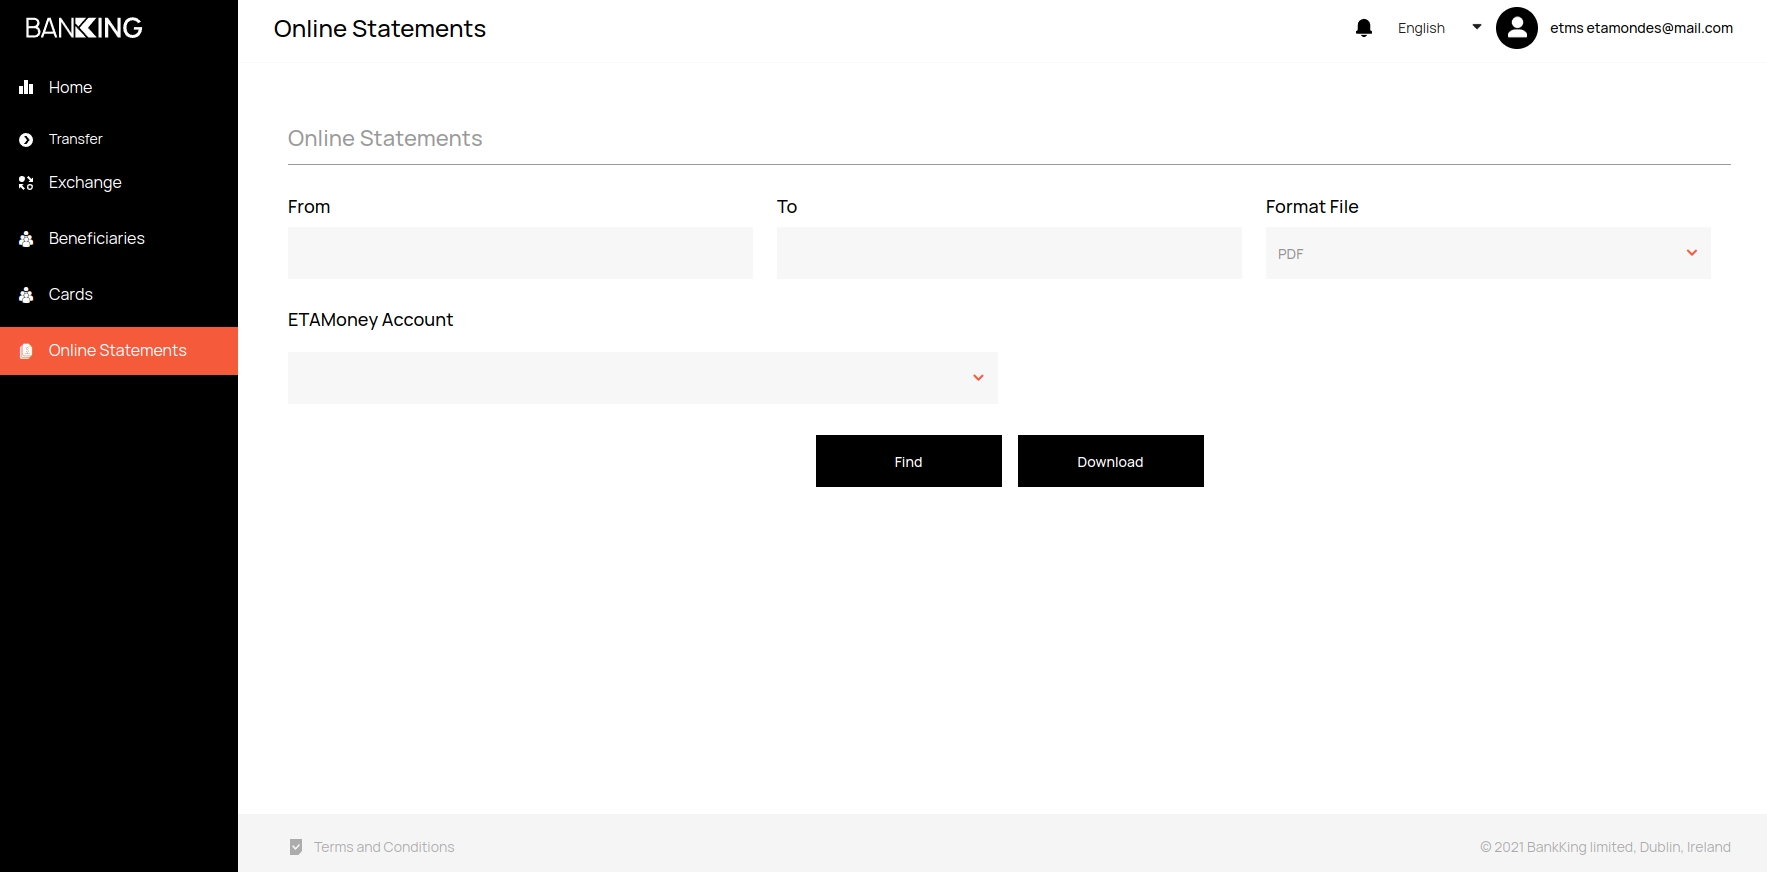 BANKKING
Online Statements
English
etms etamondes@mail.com
Home
Transfer
Exchange
Beneficiaries
Cards
Online Statements
Online Statements
From
To
Format File
PDF
ETAMoney Account
Find
Download
Terms and Conditions
© 2021 BankKing limited, Dublin, Ireland